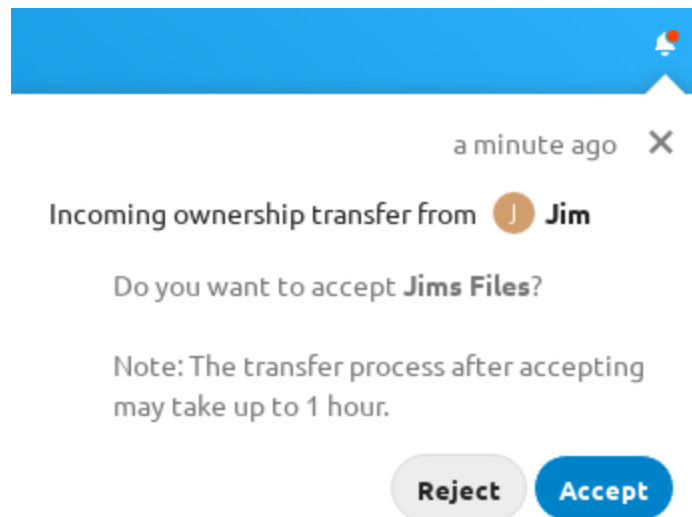 a minute ago
Incoming ownership transfer from J Jim
Do you want to accept Jims Files?
Note: The transfer process after accepting
may take up to 1 hour.
Reject Accept